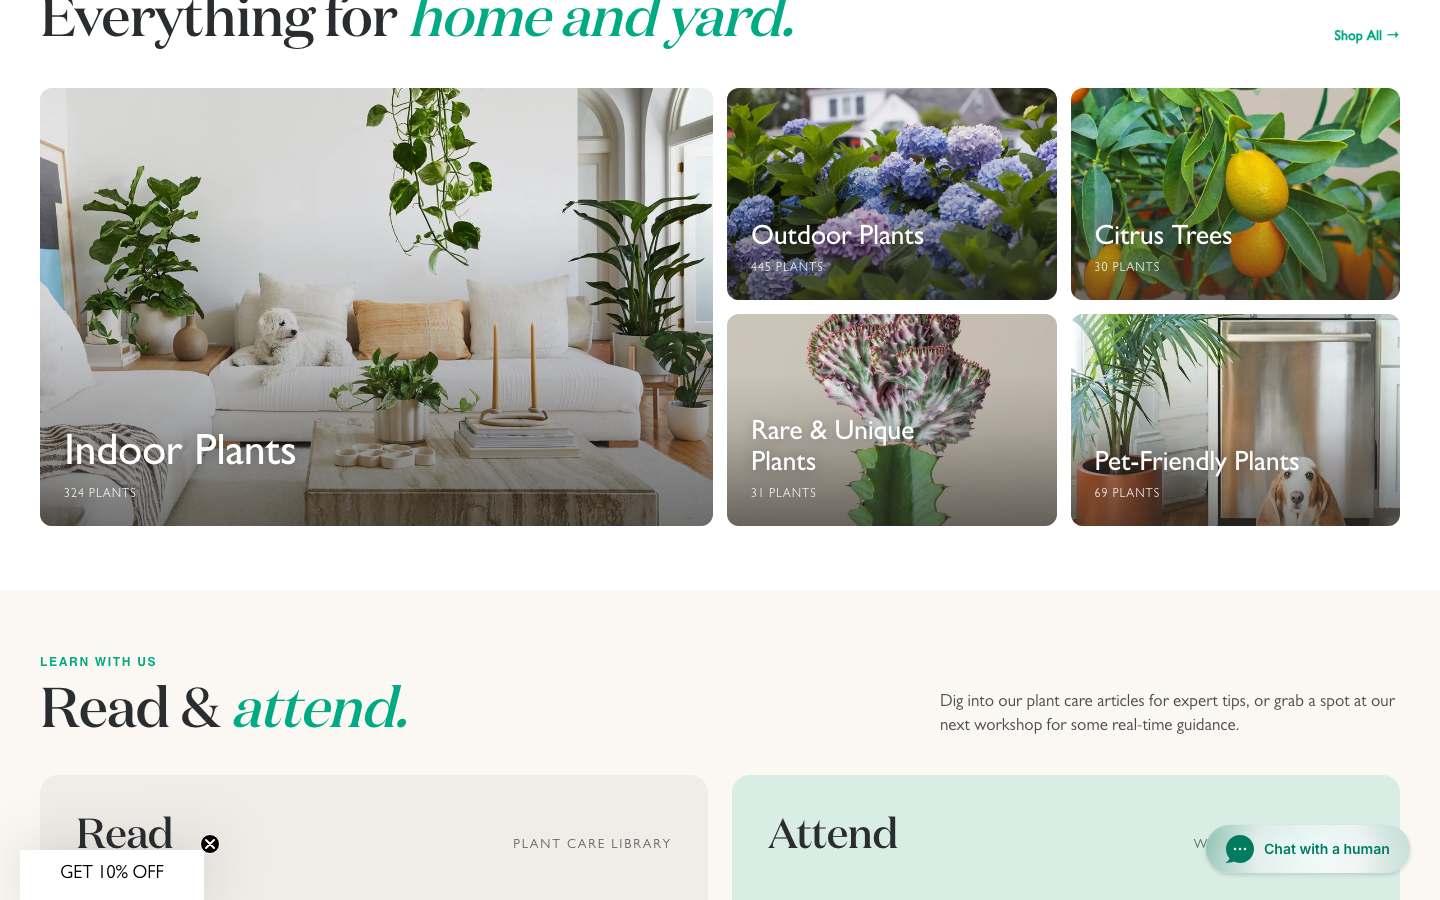 Everything for home and yard.
Shop All →
Indoor Plants
324 PLANTS
Outdoor Plants
445 PLANTS
Citrus Trees
30 PLANTS
Rare & Unique
Plants
31 PLANTS
Pet-Friendly Plants
69 PLANTS
LEARN WITH US
Read & attend.
Dig into our plant care articles for expert tips, or grab a spot at our
next workshop for some real-time guidance.
Read
PLANT CARE LIBRARY
Attend
Chat with a human
GET 10% OFF